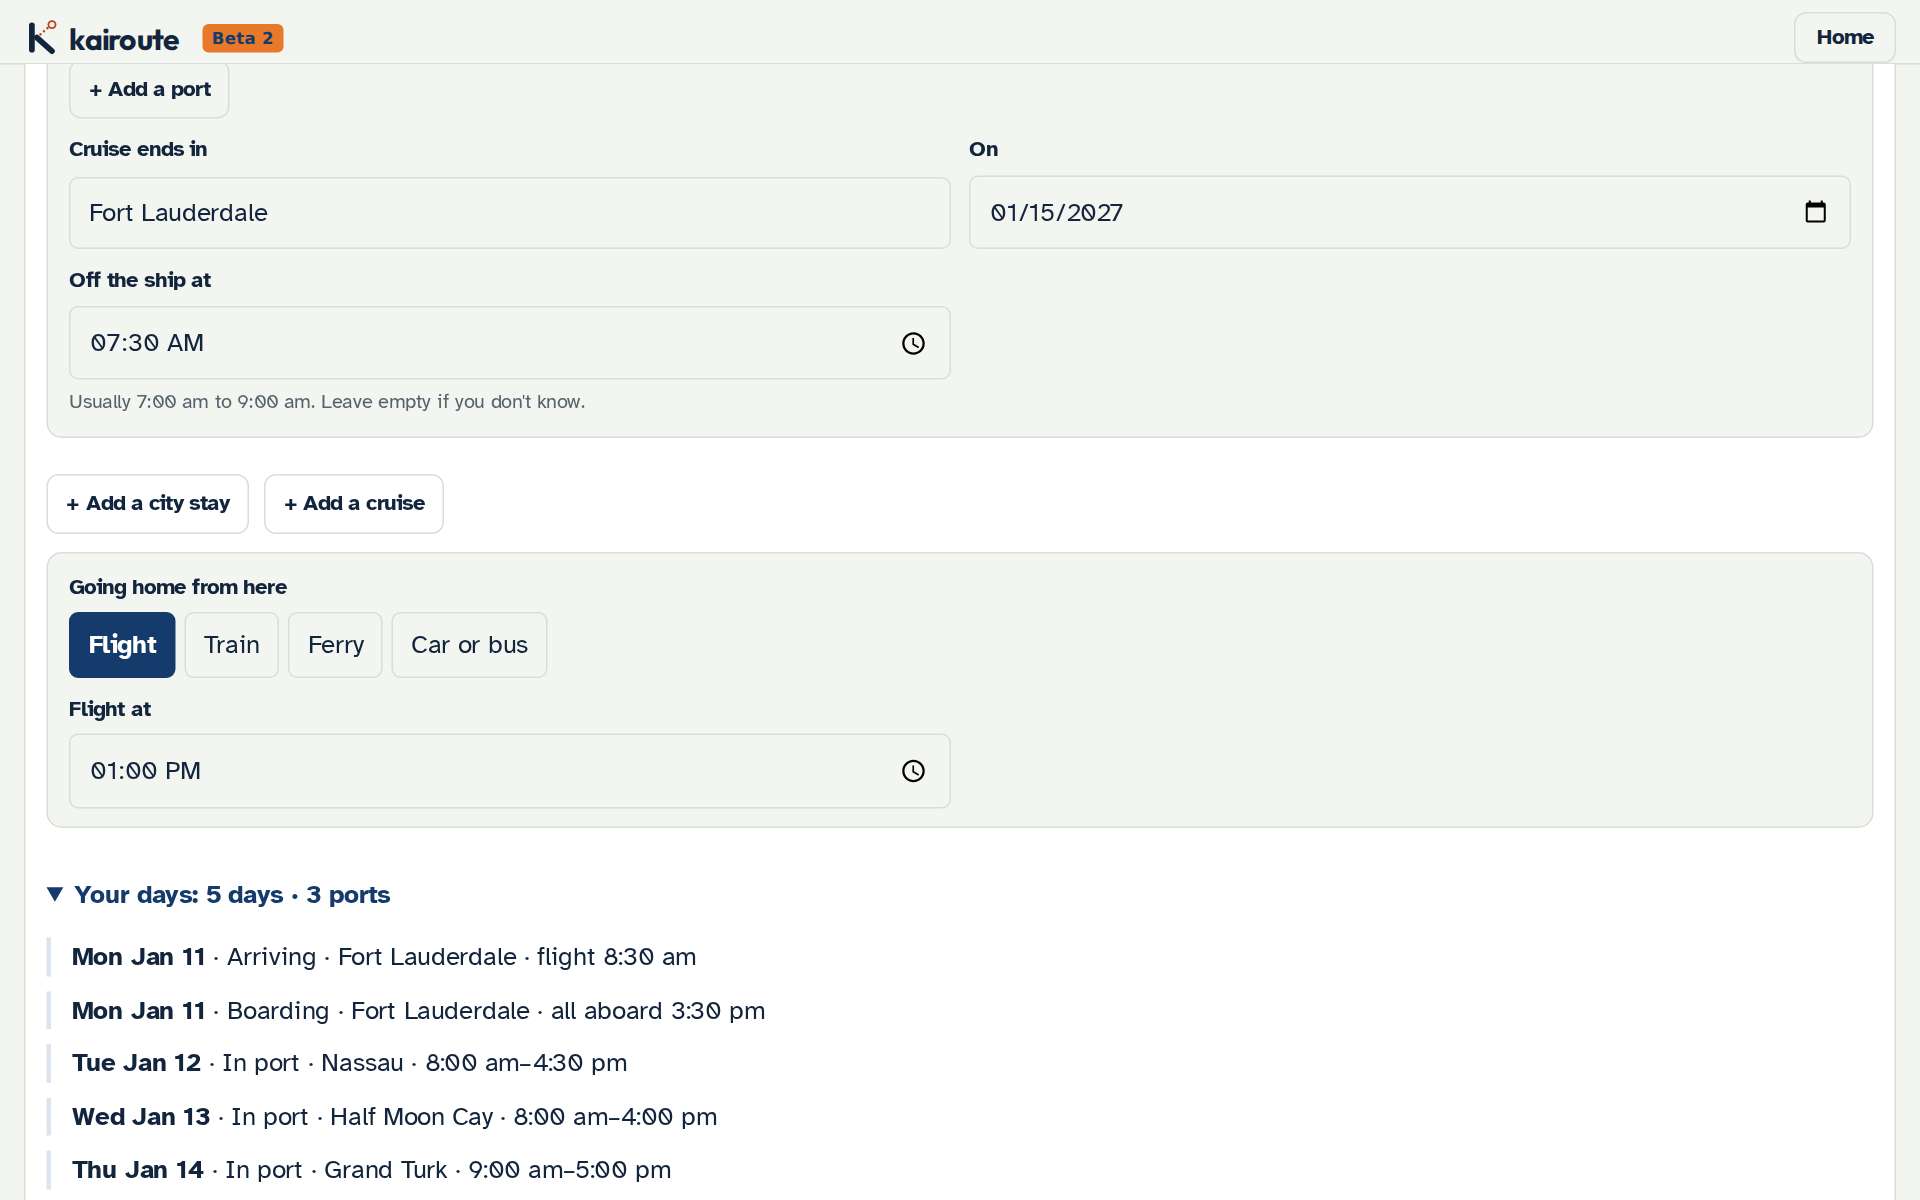 kairoute Beta 2 Home
+ Add a port
Cruise ends in On
Fort Lauderdale 01/15/2027
Off the ship at
07:30 AM
Usually 7:00 am to 9:00 am. Leave empty if you don't know.
+ Add a city stay + Add a cruise
Going home from here
Flight Train Ferry Car or bus
Flight at
01:00 PM
▼ Your days: 5 days · 3 ports
Mon Jan 11 · Arriving · Fort Lauderdale · flight 8:30 am
Mon Jan 11 · Boarding · Fort Lauderdale · all aboard 3:30 pm
Tue Jan 12 · In port · Nassau · 8:00 am–4:30 pm
Wed Jan 13 · In port · Half Moon Cay · 8:00 am–4:00 pm
Thu Jan 14 · In port · Grand Turk · 9:00 am–5:00 pm